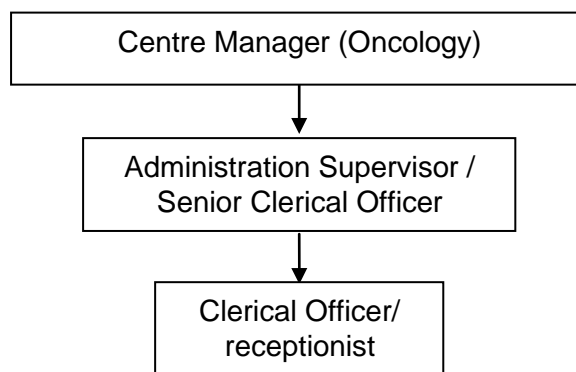 Centre Manager (Oncology)
Administration Supervisor /
Senior Clerical Officer
Clerical Officer/
receptionist